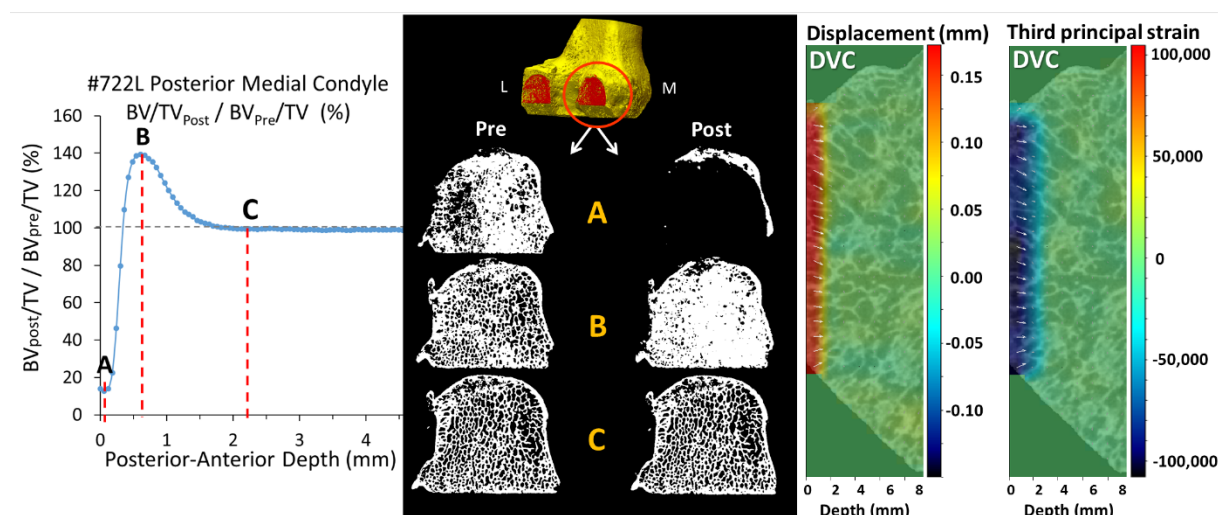 #722L Posterior Medial Condyle
BV/TVPost / BVPre/TV (%)
BVpost/TV / BVpre/TV (%)
160
140
120
100
80
60
40
20
0
A
B
C
0 1 2 3 4
Posterior-Anterior Depth (mm)
L
M
Pre
Post
A
B
C
Displacement (mm)
DVC
0.15
0.10
0.05
0.00
-0.05
-0.10
0 2 4 6 8
Depth (mm)
Third principal strain
DVC
100,000
50,000
0
-50,000
-100,000
0 2 4 6 8
Depth (mm)